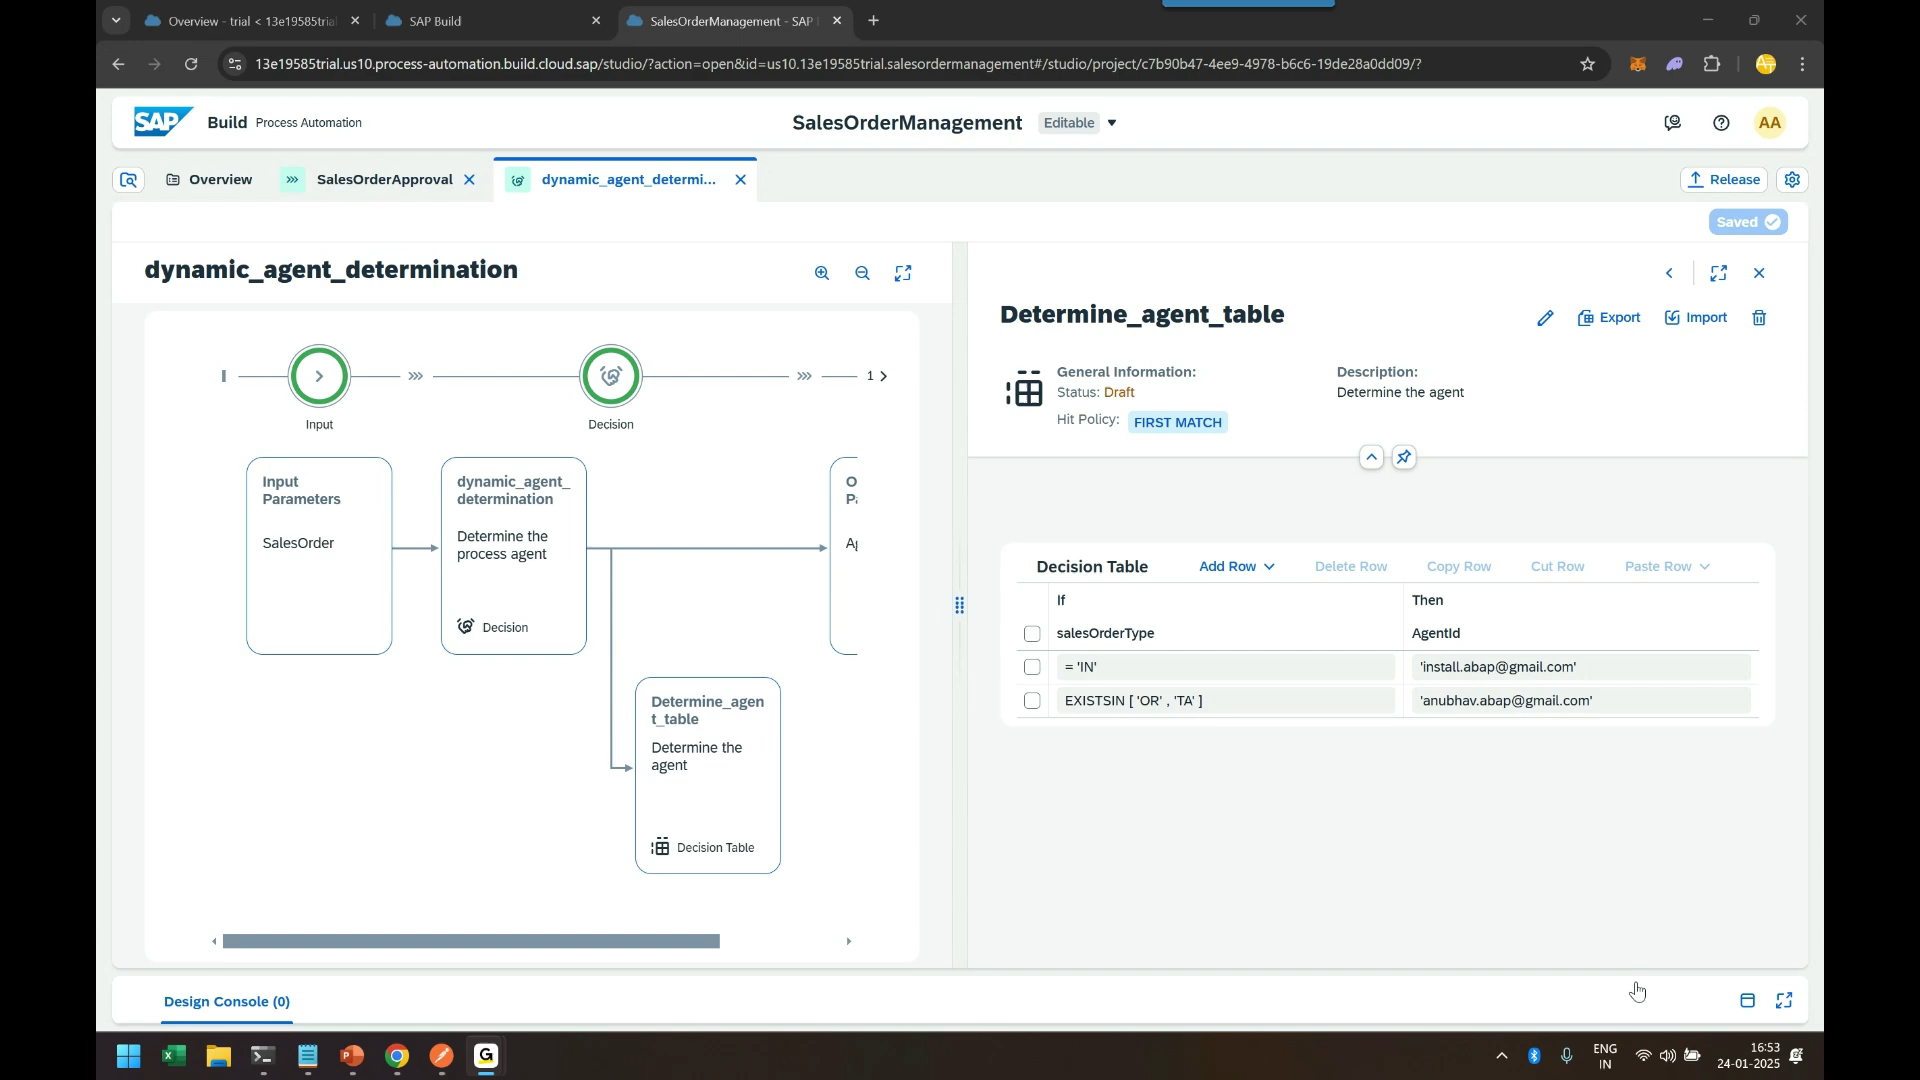 Overview - trial < 13e19585trial
SAP Build
SalesOrderManagement - SAP
13e19585trial.us10.process-automation.build.cloud.sap/studio/?action=open&id=us10.13e19585trial.salesordermanagement#/studio/project/c7b90b47-4ee9-4978-b6c6-19de28a0dd09/?
SAP Build Process Automation
SalesOrderManagement Editable
AA
Overview
SalesOrderApproval
dynamic_agent_determi...
Release
Saved
dynamic_agent_determination
1
Input
Decision
Input
Parameters
SalesOrder
dynamic_agent_
determination
Determine the
process agent
Decision
O
Determine_agen
t_table
Determine the
agent
Decision Table
Determine_agent_table
Export
Import
General Information:
Status: Draft
Hit Policy: FIRST MATCH
Description:
Determine the agent
Decision Table Add Row Delete Row Copy Row Cut Row Paste Row
If Then
salesOrderType AgentId
= 'IN' 'install.abap@gmail.com'
EXISTSIN [ 'OR' , 'TA' ] 'anubhav.abap@gmail.com'
Design Console (0)
ENG
IN
16:53
24-01-2025